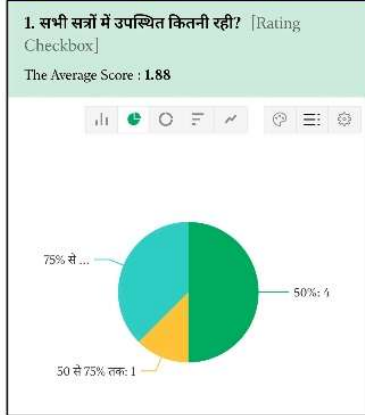 1. सभी सत्रों में उपस्थित कितनी रही? [Rating
Checkbox]
The Average Score : 1.88
75% से ...
50%: 4
50 से 75% तक: 1